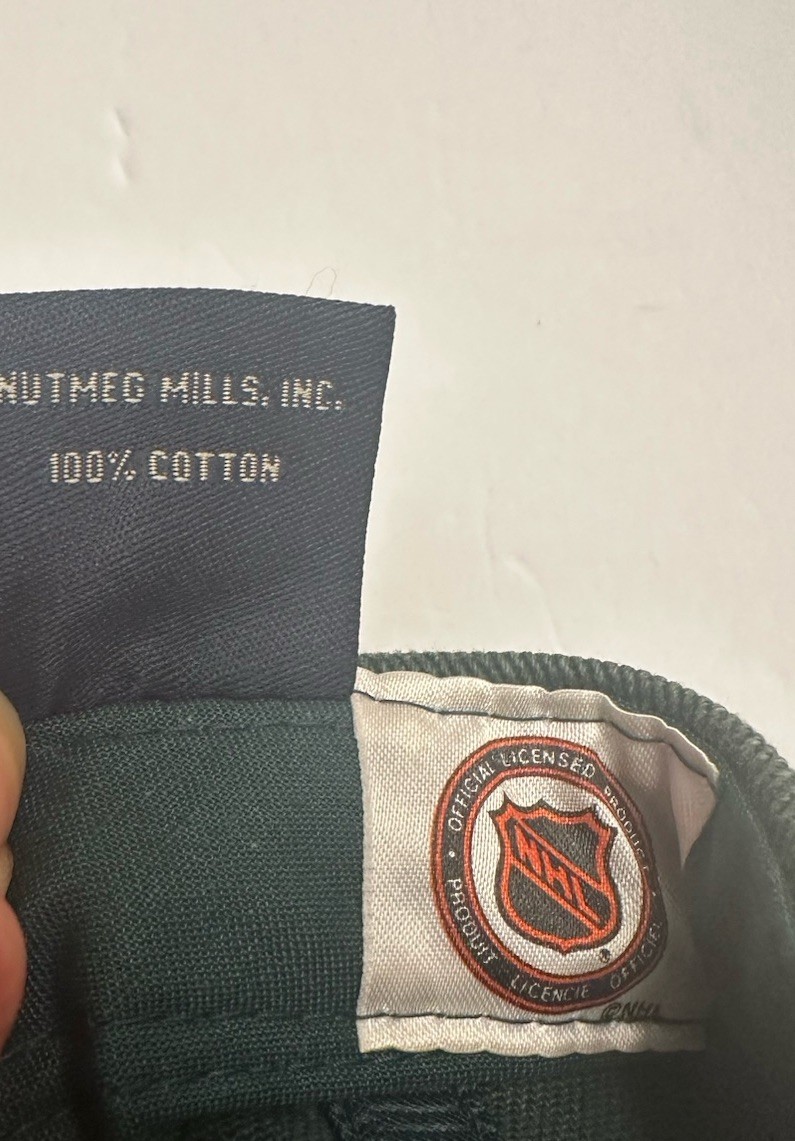 NUTMEG MILLS, INC.
100% COTTON
• OFFICIAL LICENSED PRODUCT •
NHL
PRODUIT LICENCIE OFFICIEL
©NHL